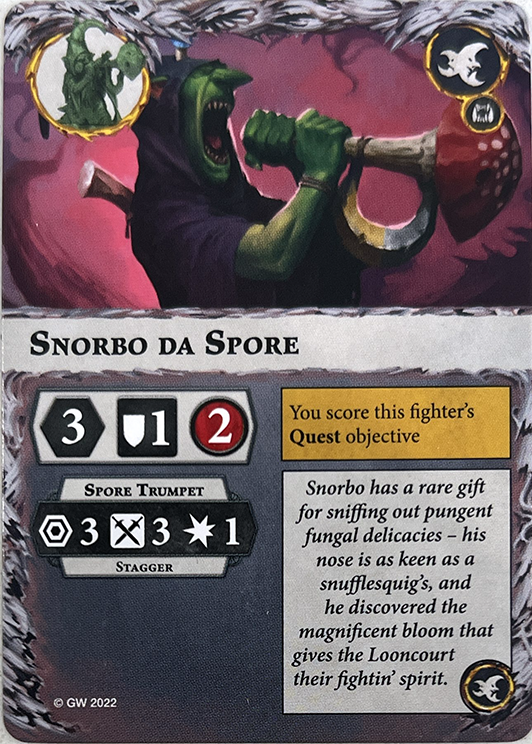 Snorbo da Spore
3 1 2
You score this fighter's
Quest objective
Spore Trumpet
3 3 1
Stagger
Snorbo has a rare gift
for sniffing out pungent
fungal delicacies – his
nose is as keen as a
snufflesquig's, and
he discovered the
magnificent bloom that
gives the Looncourt
their fightin' spirit.
© GW 2022